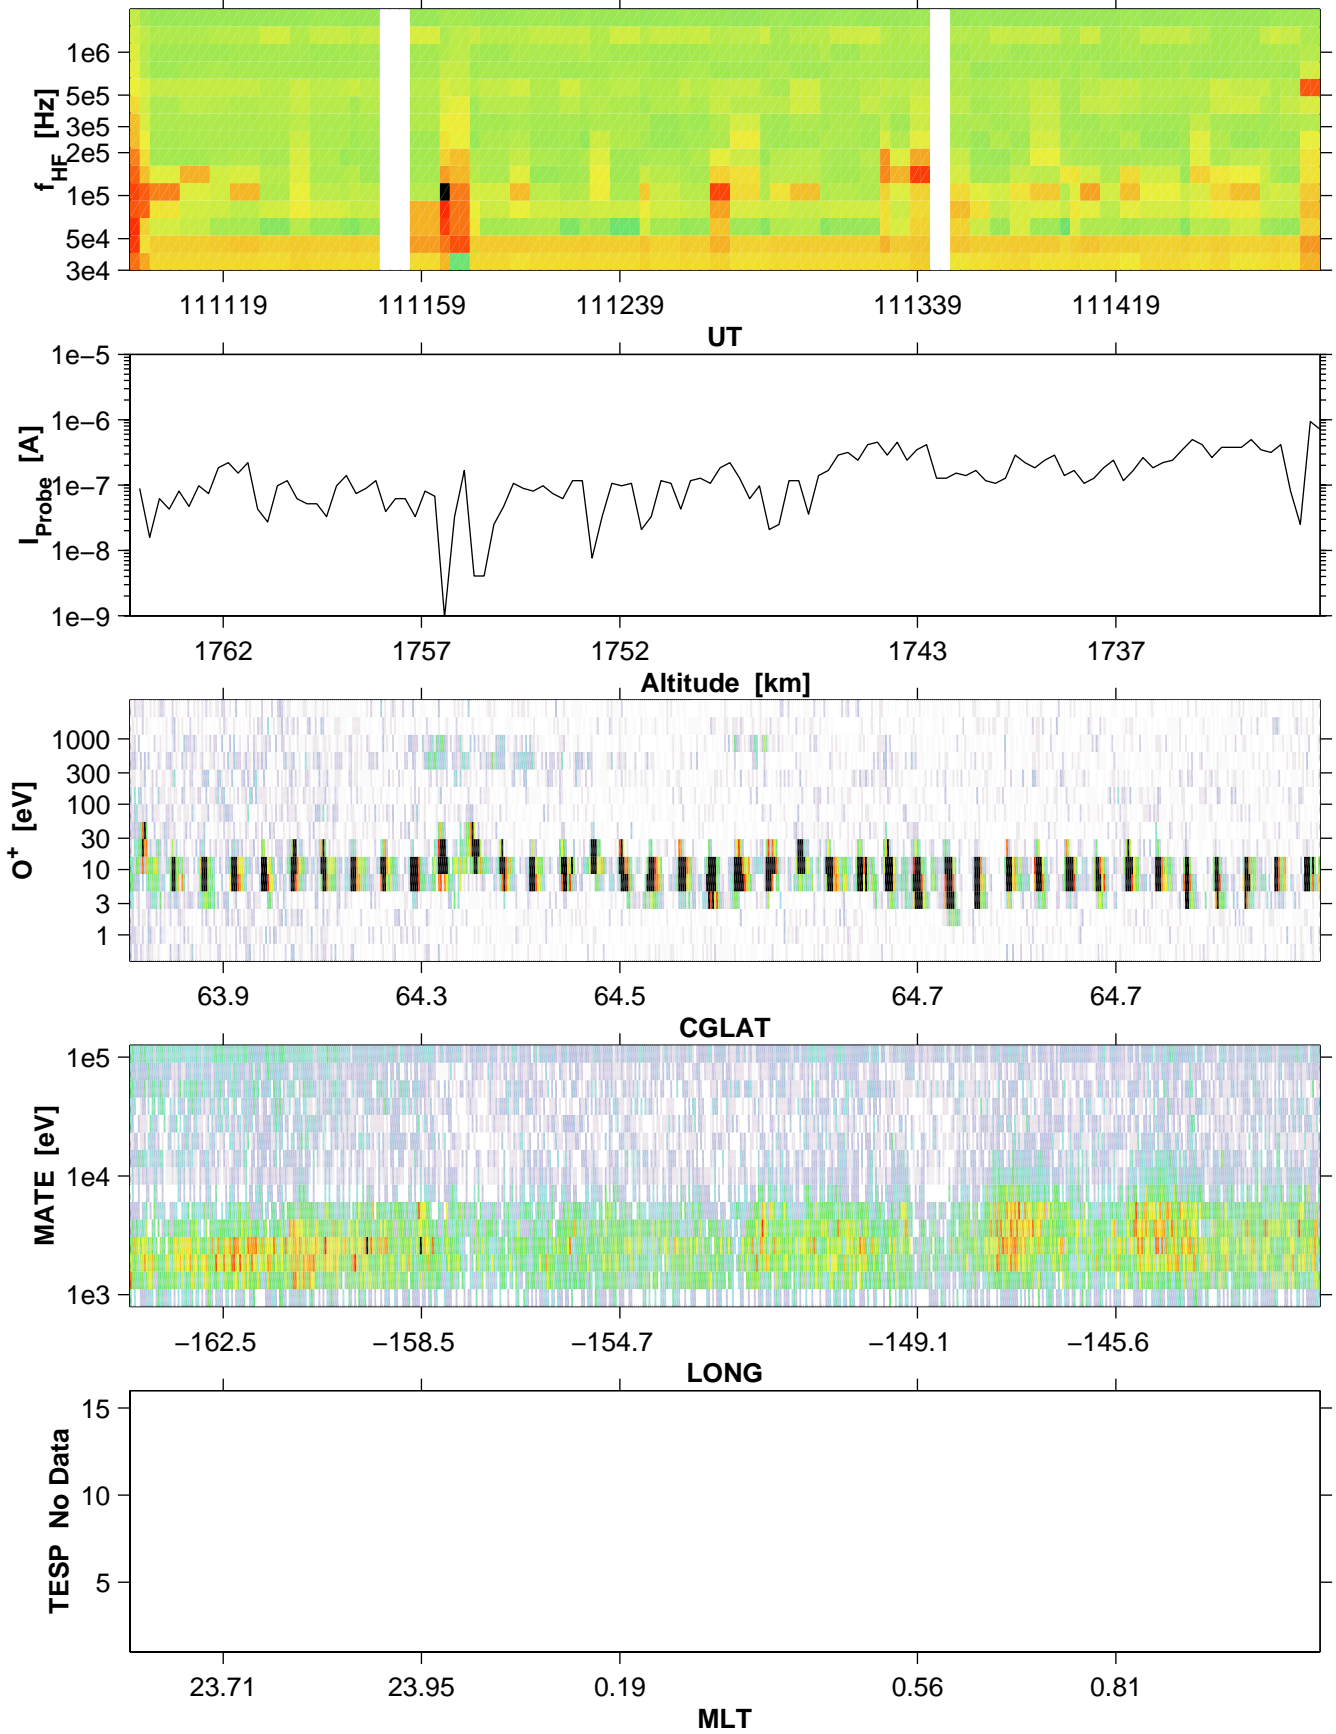 f_HF [Hz]
1e6
5e5
3e5
2e5
1e5
5e4
3e4
111119 111159 111239 111339 111419
UT
I_Probe [A]
1e−5
1e−6
1e−7
1e−8
1e−9
1762 1757 1752 1743 1737
Altitude [km]
O+ [eV]
1000
300
100
30
10
3
1
63.9 64.3 64.5 64.7 64.7
CGLAT
MATE [eV]
1e5
1e4
1e3
−162.5 −158.5 −154.7 −149.1 −145.6
LONG
TESP No Data
15
10
5
23.71 23.95 0.19 0.56 0.81
MLT